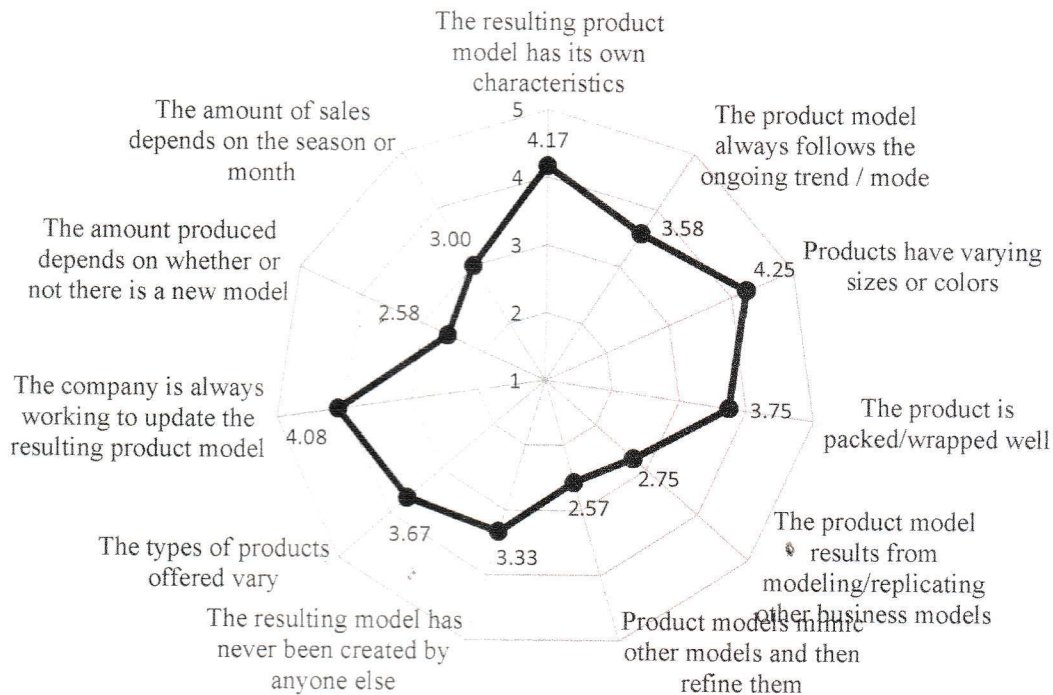 The resulting product
model has its own
characteristics
The product model
always follows the
ongoing trend / mode
Products have varying
sizes or colors
The product is
packed/wrapped well
The product model
results from
modeling/replicating
other business models
Product models mimic
other models and then
refine them
The resulting model has
never been created by
anyone else
The types of products
offered vary
The company is always
working to update the
resulting product model
The amount produced
depends on whether or
not there is a new model
The amount of sales
depends on the season or
month
5
4
3
2
1
4.17
3.58
4.25
3.75
2.75
2.57
3.33
3.67
4.08
2.58
3.00